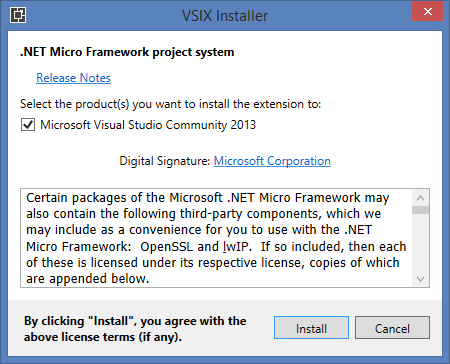 VSIX Installer
.NET Micro Framework project system
Release Notes
Select the product(s) you want to install the extension to:
Microsoft Visual Studio Community 2013
Digital Signature: Microsoft Corporation
Certain packages of the Microsoft .NET Micro Framework may
also contain the following third-party components, which we
may include as a convenience for you to use with the .NET
Micro Framework:  OpenSSL and lwIP.  If so included, then each
of these is licensed under its respective license, copies of which
are appended below.
By clicking "Install", you agree with the
above license terms (if any).
Install
Cancel